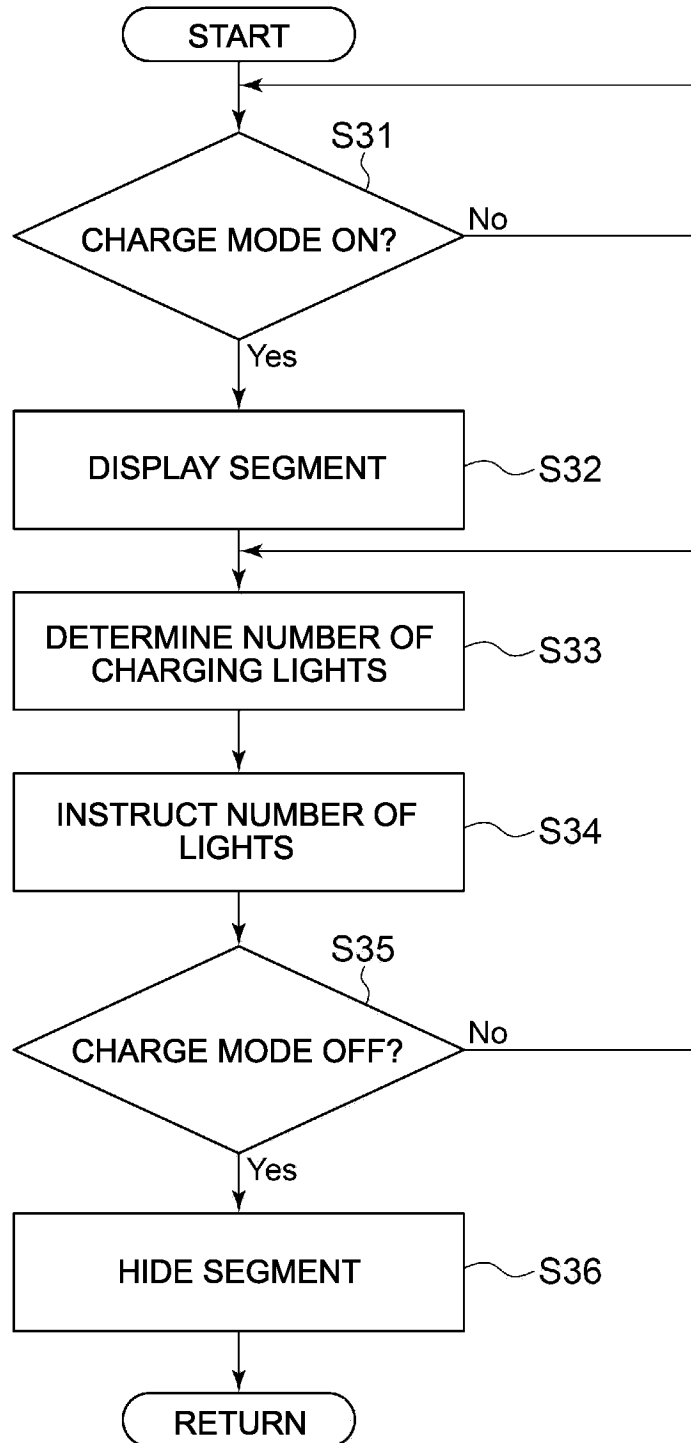 START
S31
CHARGE MODE ON?
No
Yes
DISPLAY SEGMENT
S32
DETERMINE NUMBER OF
CHARGING LIGHTS
S33
INSTRUCT NUMBER OF
LIGHTS
S34
S35
CHARGE MODE OFF?
No
Yes
HIDE SEGMENT
S36
RETURN